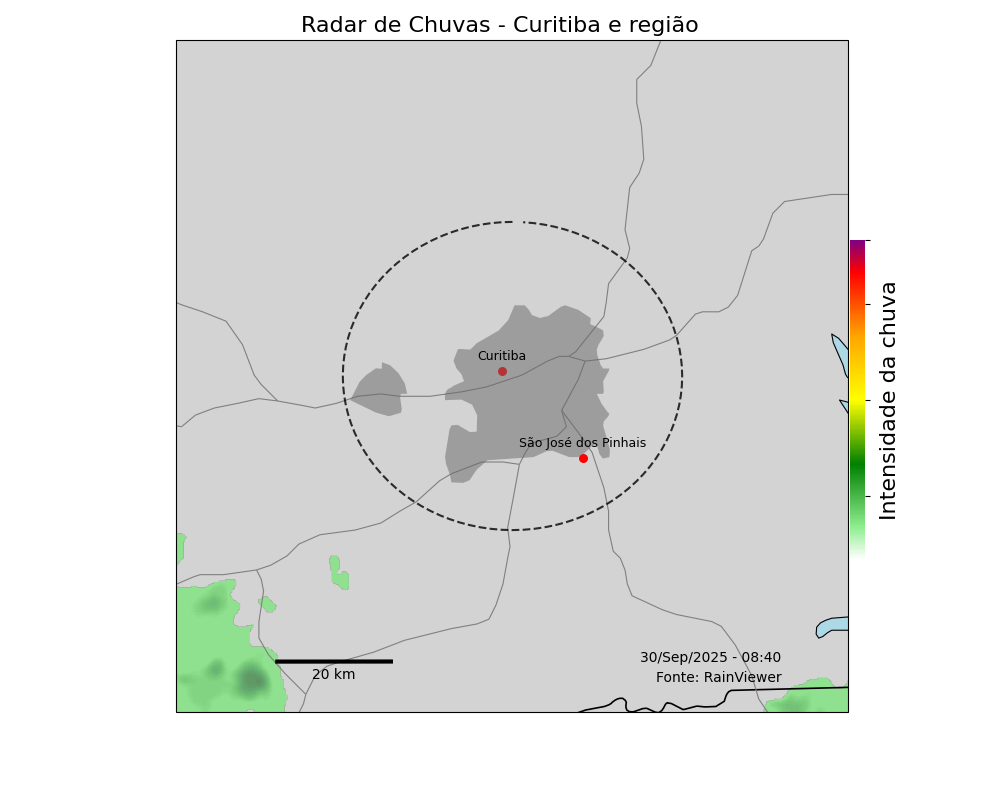 Radar de Chuvas - Curitiba e região
Curitiba
São José dos Pinhais
Intensidade da chuva
30/Sep/2025 - 08:40
Fonte: RainViewer
20 km